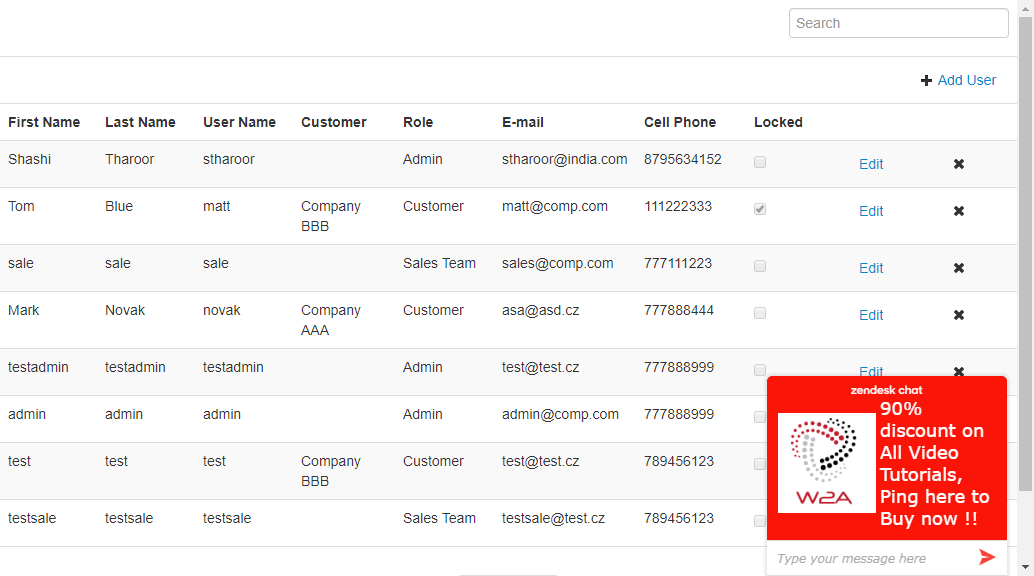 Search
Add User
First Name Last Name User Name Customer Role E-mail Cell Phone Locked
Shashi Tharoor stharoor Admin stharoor@india.com 8795634152 Edit
Tom Blue matt Company BBB Customer matt@comp.com 111222333 Edit
sale sale sale Sales Team sales@comp.com 777111223 Edit
Mark Novak novak Company AAA Customer asa@asd.cz 777888444 Edit
testadmin testadmin testadmin Admin test@test.cz 777888999 Edit
admin admin admin Admin admin@comp.com 777888999
test test test Company BBB Customer test@test.cz 789456123
testsale testsale testsale Sales Team testsale@test.cz 789456123
zendesk chat
90%
discount on
All Video
Tutorials,
Ping here to
Buy now !!
W2A
Type your message here